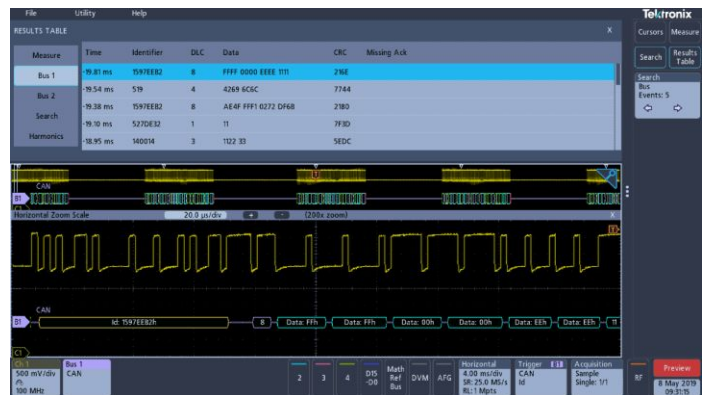 File Utility Help Tektronix
RESULTS TABLE X
Cursors Measure
Measure Time Identifier DLC Data CRC Missing Ack
Search Results Table
Bus 1 -19.81 ms 1597EEB2 8 FFFF 0000 EEEE 1111 216E
Search
Bus
Events: 5
Bus 2 -19.54 ms 519 4 4269 6C6C 7744
-19.38 ms 1597EEB2 8 AE4F FFF1 0272 DF6B 2180
Search
-19.10 ms 527DE32 1 11 7F3D
Harmonics
-18.95 ms 140014 3 1122 33 5EDC
T
CAN
B1
C1
Horizontal Zoom Scale 20.0 µs/div + - (200x zoom) X
CAN
B1 Id: 1597EEB2h 8 Data: FFh Data: FFh Data: 00h Data: 00h Data: EEh Data: EEh 11
C1
Ch 1
500 mV/div
100 MHz
Bus 1
CAN
2 3 4 D15 -D0 Math Ref Bus DVM AFG
Horizontal
4.00 ms/div
SR: 25.0 MS/s
RL: 1 Mpts
Trigger B1
CAN
Id
Acquisition
Sample
Single: 1/1
RF
Preview
8 May 2019
09:31:15